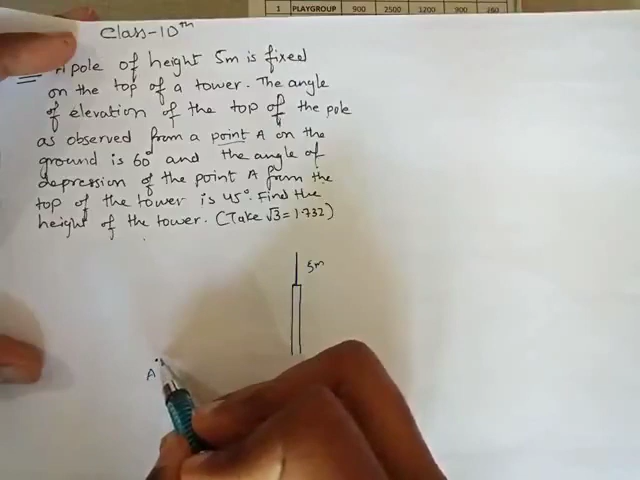 1 PLAYGROUP 900 2500 1200 900 260
Class-10th
A pole of height 5m is fixed
on the top of a tower. The angle
of elevation of the top of the pole
as observed from a point A on the
ground is 60° and the angle of
depression of the point A from the
top of the tower is 45°. Find the
height of the tower. (Take √3=1.732)
5m
A